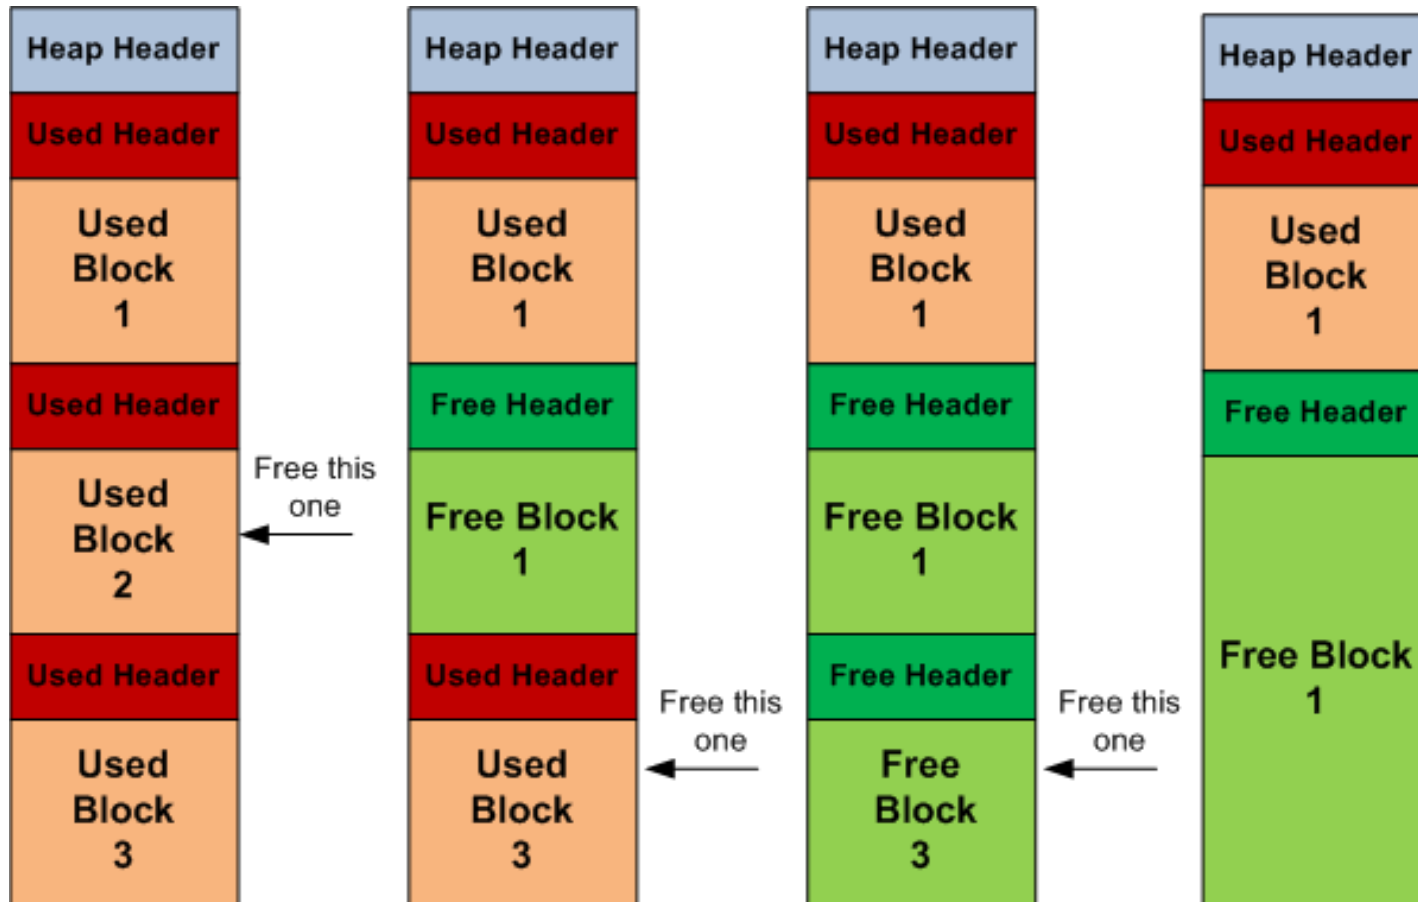 Heap Header
Used Header
Used
Block
1
Used Header
Used
Block
2
Used Header
Used
Block
3
Free this
one
Heap Header
Used Header
Used
Block
1
Free Header
Free Block
1
Used Header
Used
Block
3
Free this
one
Heap Header
Used Header
Used
Block
1
Free Header
Free Block
1
Free Header
Free
Block
3
Free this
one
Heap Header
Used Header
Used
Block
1
Free Header
Free Block
1